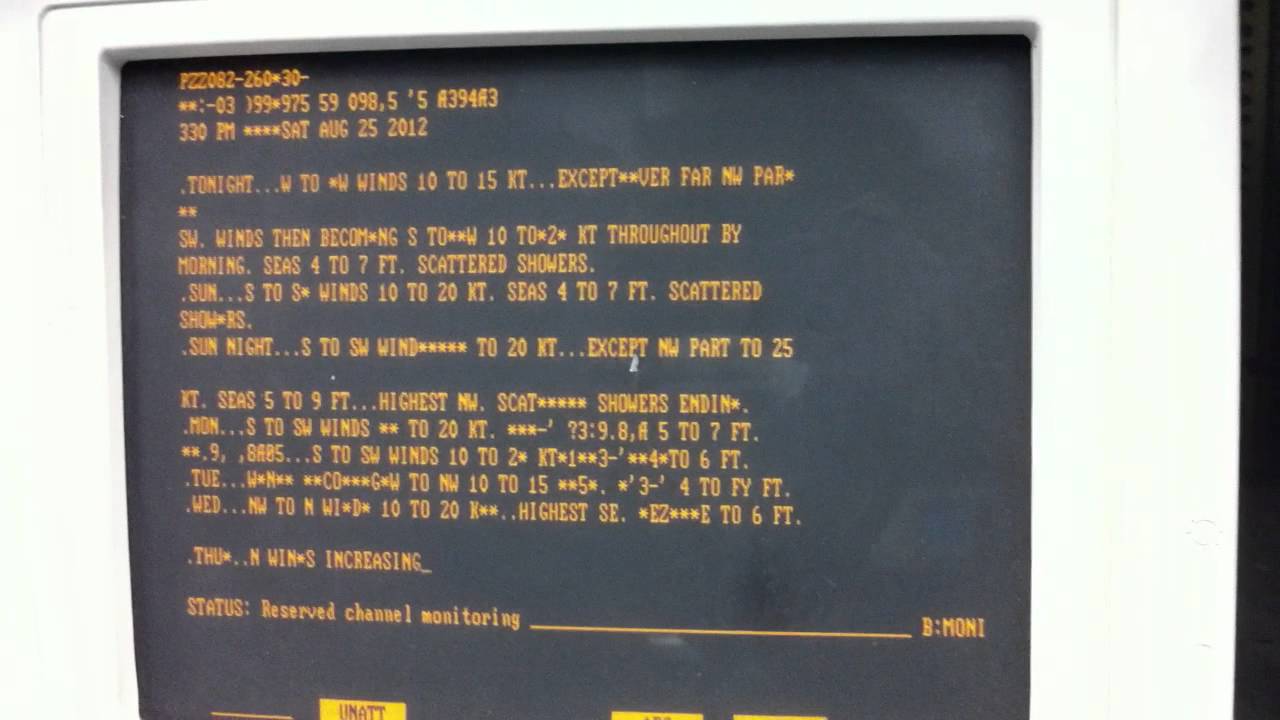 PZZ082-260*30-
**:-03 )99*975 59 098,5 '5 A394A3
330 PM ****SAT AUG 25 2012
.TONIGHT...W TO *W WINDS 10 TO 15 KT...EXCEPT**VER FAR NW PAR*
**
SW. WINDS THEN BECOM*NG S TO**W 10 TO*2* KT THROUGHOUT BY
MORNING. SEAS 4 TO 7 FT. SCATTERED SHOWERS.
.SUN...S TO S* WINDS 10 TO 20 KT. SEAS 4 TO 7 FT. SCATTERED
SHOW*RS.
.SUN NIGHT...S TO SW WIND***** TO 20 KT...EXCEPT NW PART TO 25
KT. SEAS 5 TO 9 FT...HIGHEST NW. SCAT***** SHOWERS ENDIN*.
.MON...S TO SW WINDS ** TO 20 KT. ***-' ?3:9.8,A 5 TO 7 FT.
**.9, ,8A05...S TO SW WINDS 10 TO 2* KT*1**3-'**4*TO 6 FT.
.TUE...W*N** **CO***G*W TO NW 10 TO 15 **5*. *'3-' 4 TO FY FT.
.WED...NW TO N WI*D* 10 TO 20 K**..HIGHEST SE. *EZ***E TO 6 FT.
.THU*..N WIN*S INCREASING_
STATUS: Reserved channel monitoring B:MONI
UNATT